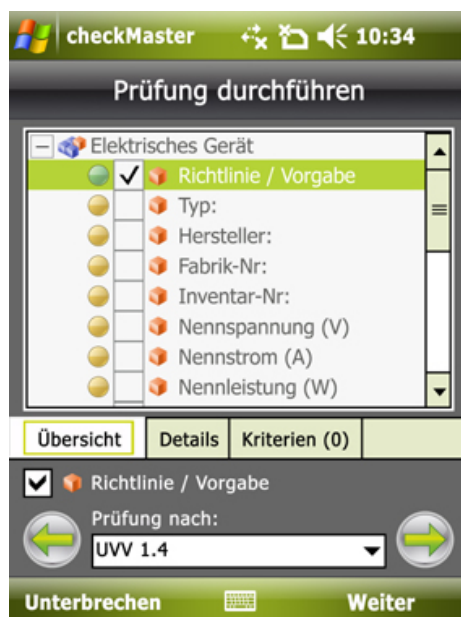 checkMaster 10:34
Prüfung durchführen
Elektrisches Gerät
Richtlinie / Vorgabe
Typ:
Hersteller:
Fabrik-Nr:
Inventar-Nr:
Nennspannung (V)
Nennstrom (A)
Nennleistung (W)
Übersicht Details Kriterien (0)
Richtlinie / Vorgabe
Prüfung nach:
UVV 1.4
Unterbrechen Weiter